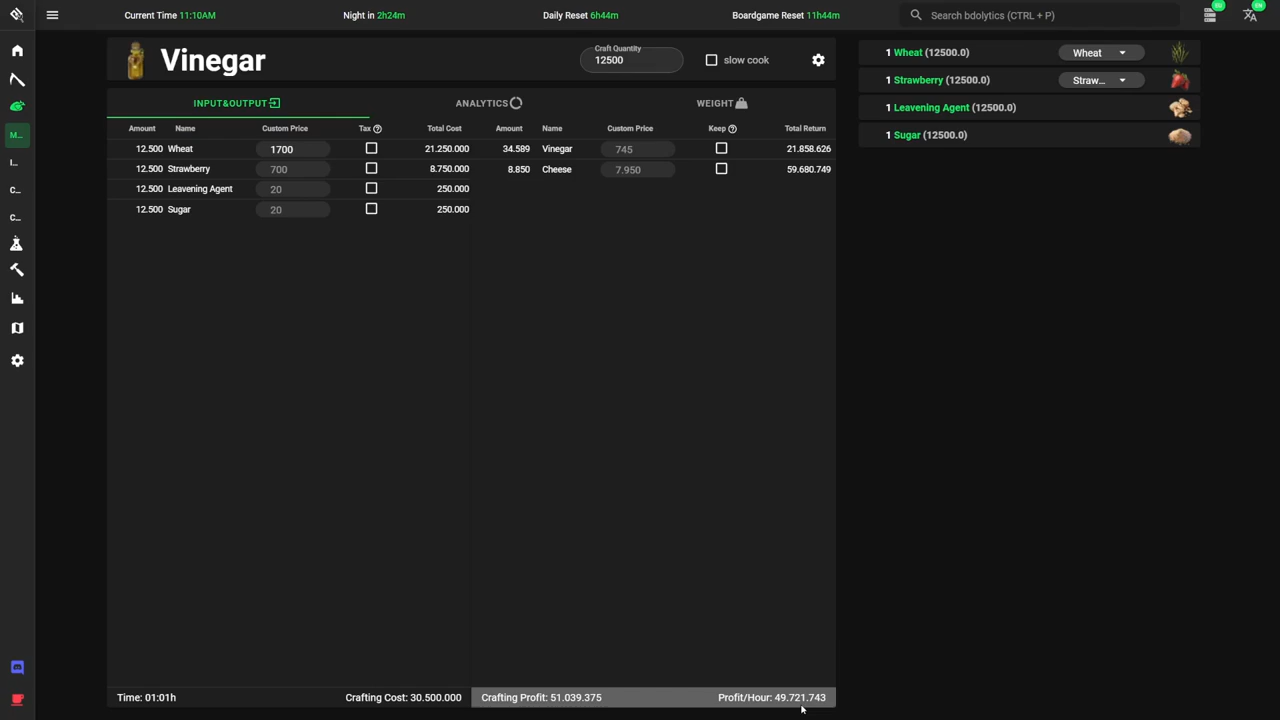 Current Time 11:10AM
Night in 2h24m
Daily Reset 6h44m
Boardgame Reset 11h44m
Search bdolytics (CTRL + P)
EU
EN
M...
I...
C...
C...
Vinegar
Craft Quantity
12500
slow cook
INPUT&OUTPUT
ANALYTICS
WEIGHT
Amount Name Custom Price Tax Total Cost Amount Name Custom Price Keep Total Return
12.500 Wheat 1700 21.250.000 34.589 Vinegar 745 21.858.626
12.500 Strawberry 700 8.750.000 8.850 Cheese 7.950 59.680.749
12.500 Leavening Agent 20 250.000
12.500 Sugar 20 250.000
1 Wheat (12500.0) Wheat
1 Strawberry (12500.0) Straw...
1 Leavening Agent (12500.0)
1 Sugar (12500.0)
Time: 01:01h Crafting Cost: 30.500.000 Crafting Profit: 51.039.375 Profit/Hour: 49.721.743